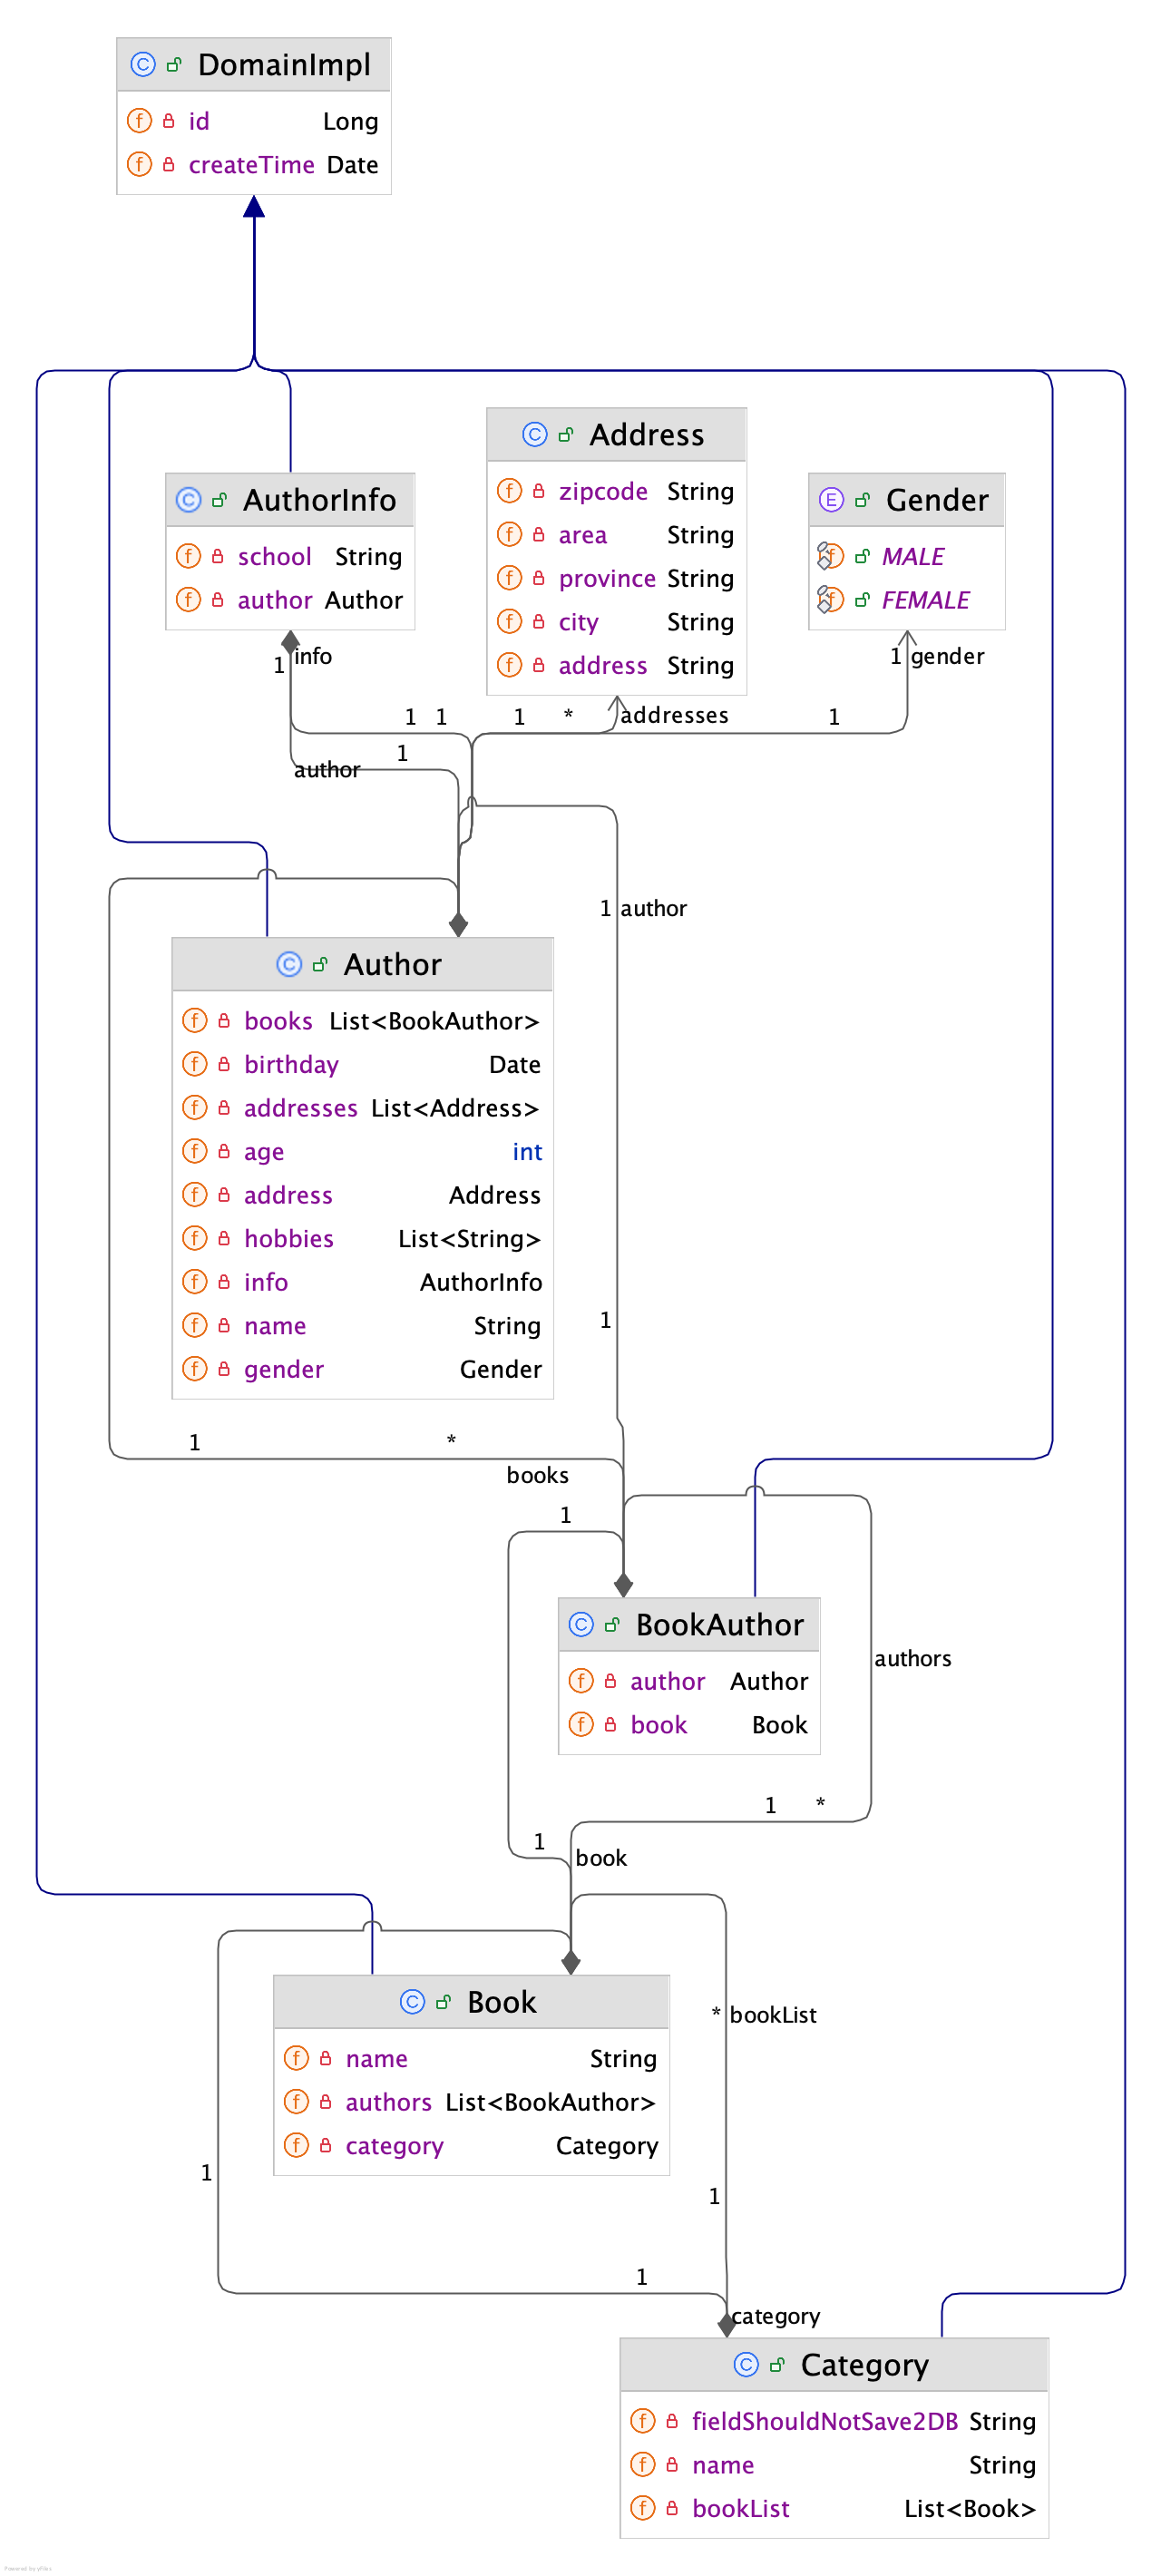 DomainImpl
id Long
createTime Date
AuthorInfo
school String
author Author
Address
zipcode String
area String
province String
city String
address String
Gender
MALE
FEMALE
1 info
1 gender
1 1 1 * addresses 1
1
author
1 author
Author
books List<BookAuthor>
birthday Date
addresses List<Address>
age int
address Address
hobbies List<String>
info AuthorInfo
name String
gender Gender
1
1 *
books
1
BookAuthor
author Author
book Book
authors
1 *
1 book
Book
name String
authors List<BookAuthor>
category Category
* bookList
1
1
1
category
Category
fieldShouldNotSave2DB String
name String
bookList List<Book>
Powered by yFiles